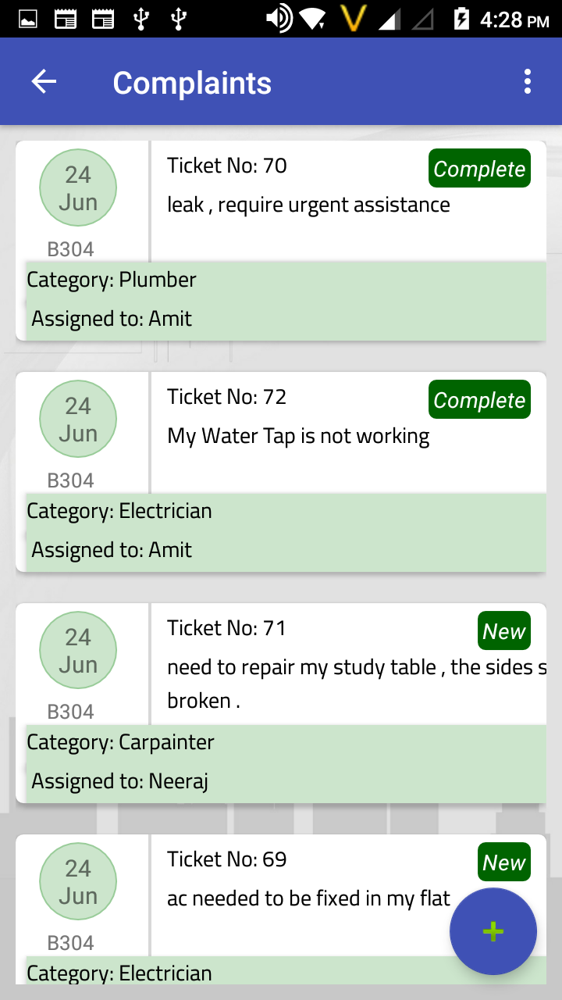 4:28 PM
Complaints
24
Jun
B304
Ticket No: 70
Complete
leak , require urgent assistance
Category: Plumber
Assigned to: Amit
24
Jun
B304
Ticket No: 72
Complete
My Water Tap is not working
Category: Electrician
Assigned to: Amit
24
Jun
B304
Ticket No: 71
New
need to repair my study table , the sides s
broken .
Category: Carpainter
Assigned to: Neeraj
24
Jun
B304
Ticket No: 69
New
ac needed to be fixed in my flat
Category: Electrician